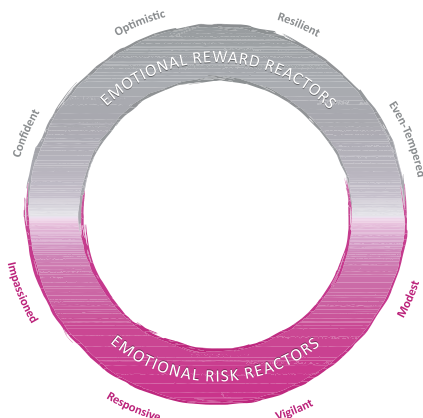 Optimistic
Resilient
EMOTIONAL REWARD REACTORS
Confident
Even-Tempered
Impassioned
Modest
EMOTIONAL RISK REACTORS
Responsive
Vigilant